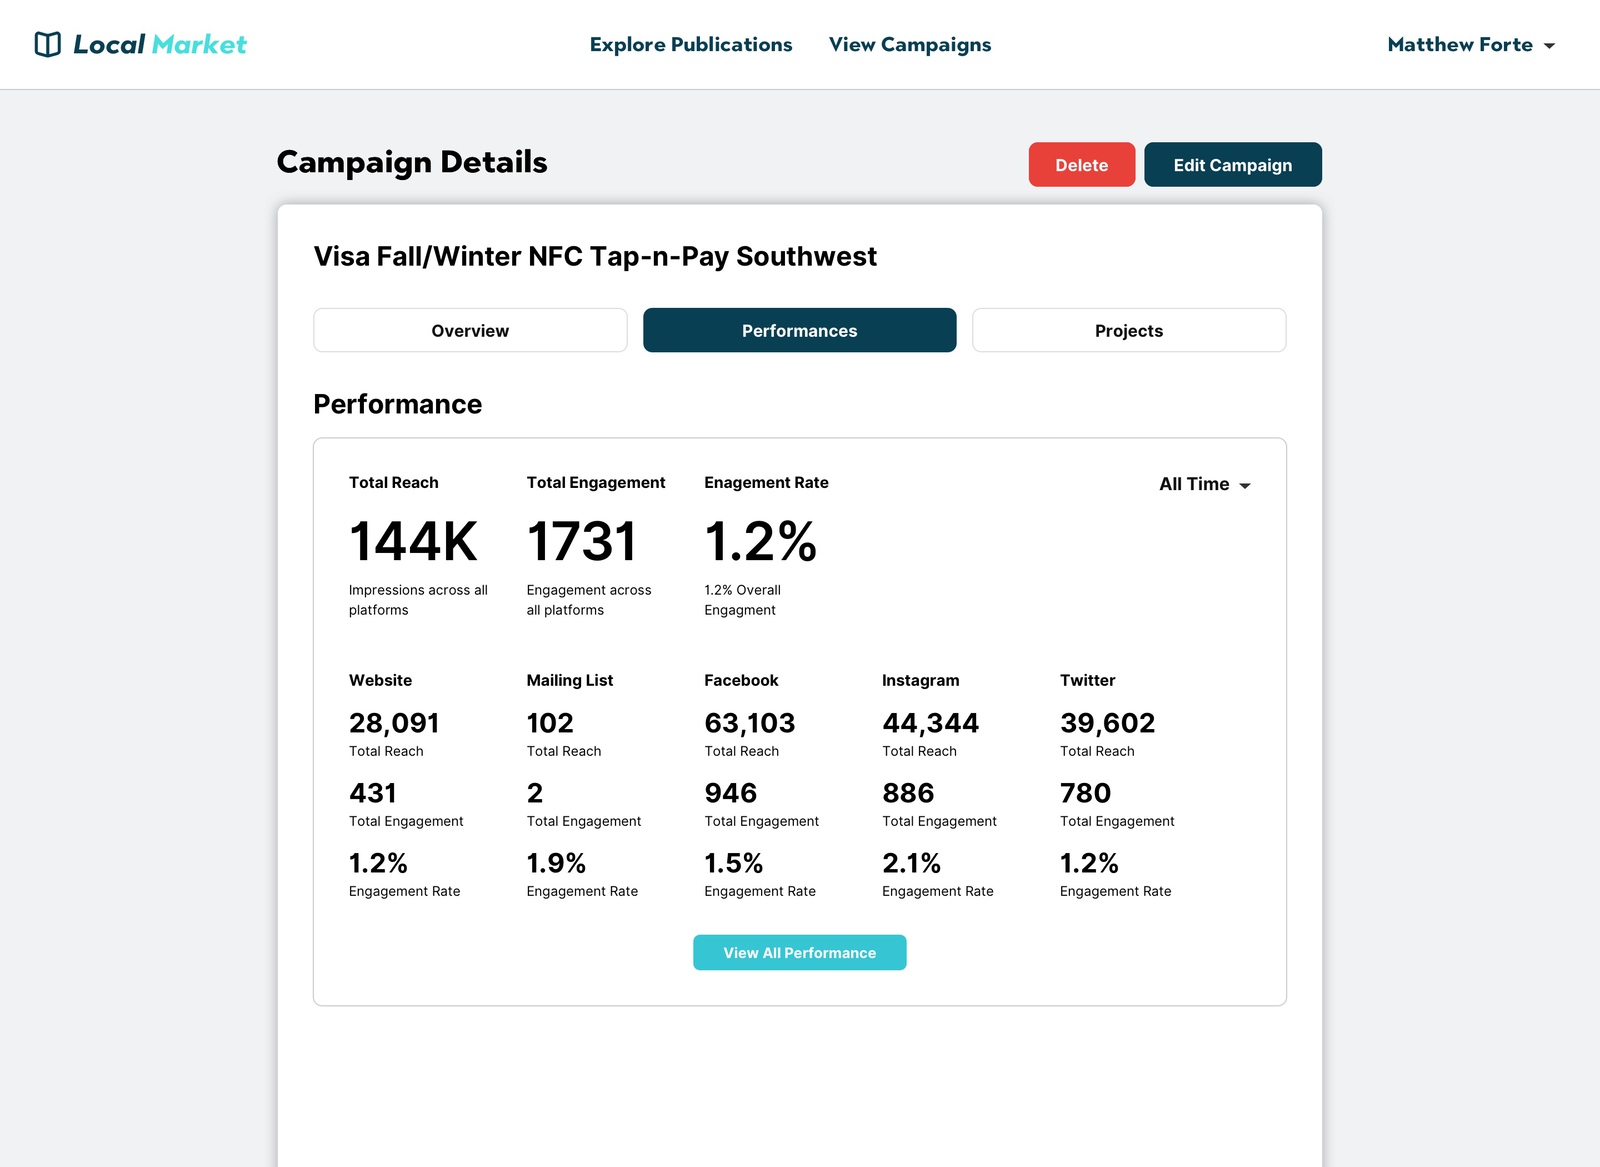 Local Market
Explore Publications
View Campaigns
Matthew Forte
Campaign Details
Delete
Edit Campaign
Visa Fall/Winter NFC Tap-n-Pay Southwest
Overview
Performances
Projects
Performance
Total Reach
144K
Impressions across all
platforms
Total Engagement
1731
Engagement across
all platforms
Enagement Rate
1.2%
1.2% Overall
Engagment
All Time
Website
28,091
Total Reach
431
Total Engagement
1.2%
Engagement Rate
Mailing List
102
Total Reach
2
Total Engagement
1.9%
Engagement Rate
Facebook
63,103
Total Reach
946
Total Engagement
1.5%
Engagement Rate
Instagram
44,344
Total Reach
886
Total Engagement
2.1%
Engagement Rate
Twitter
39,602
Total Reach
780
Total Engagement
1.2%
Engagement Rate
View All Performance